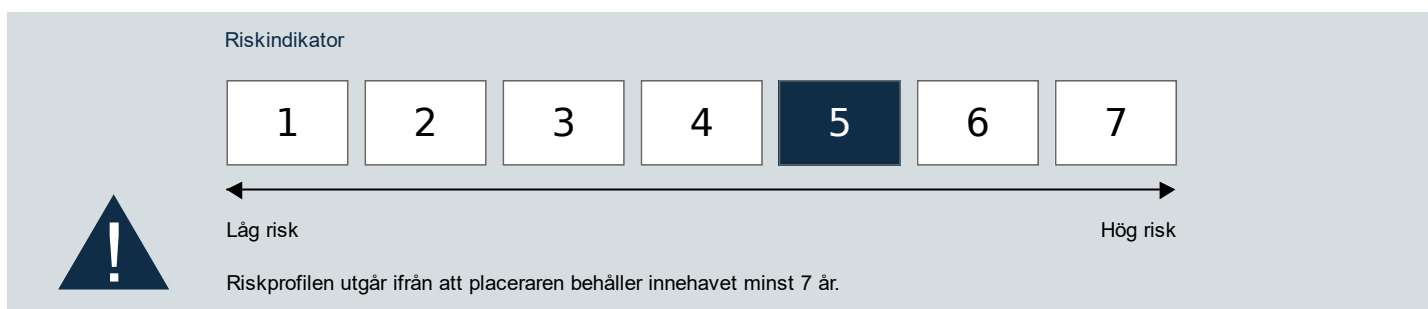 Riskindikator
1 2 3 4 5 6 7
Låg risk Hög risk
!
Riskprofilen utgår ifrån att placeraren behåller innehavet minst 7 år.